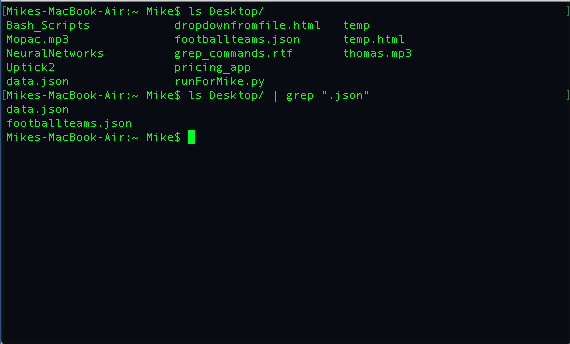 [Mikes-MacBook-Air:~ Mike$ ls Desktop/ ]
Bash_Scripts dropdownfromfile.html temp
Mopac.mp3 footballteams.json temp.html
NeuralNetworks grep_commands.rtf thomas.mp3
Uptick2 pricing_app
data.json runForMike.py
[Mikes-MacBook-Air:~ Mike$ ls Desktop/ | grep ".json" ]
data.json
footballteams.json
Mikes-MacBook-Air:~ Mike$